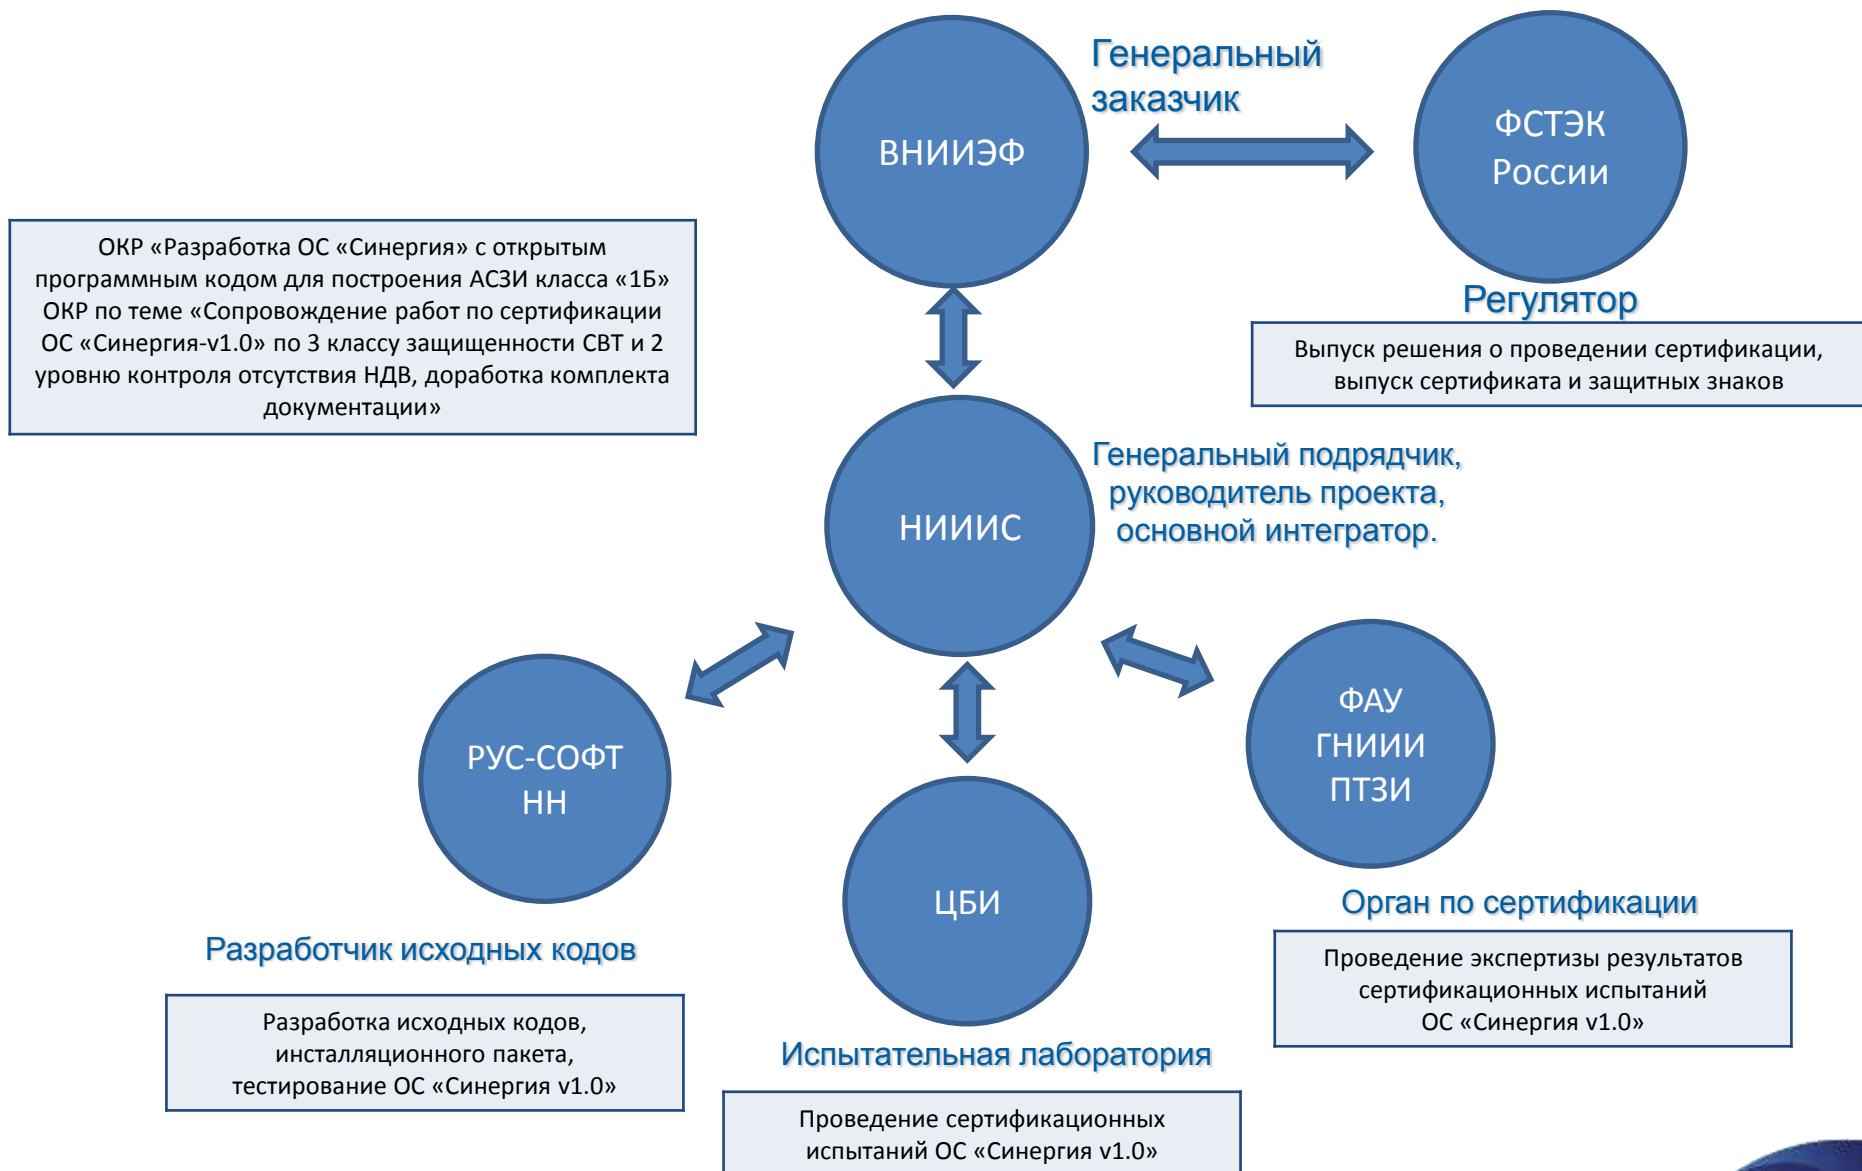 ВНИИЭФ
Генеральный
заказчик
ФСТЭК
России
Регулятор
Выпуск решения о проведении сертификации,
выпуск сертификата и защитных знаков
ОКР «Разработка ОС «Синергия» с открытым
программным кодом для построения АСЗИ класса «1Б»
ОКР по теме «Сопровождение работ по сертификации
ОС «Синергия-v1.0» по 3 классу защищенности СВТ и 2
уровню контроля отсутствия НДВ, доработка комплекта
документации»
НИИИС
Генеральный подрядчик,
руководитель проекта,
основной интегратор.
РУС-СОФТ
НН
Разработчик исходных кодов
Разработка исходных кодов,
инсталляционного пакета,
тестирование ОС «Синергия v1.0»
ЦБИ
Испытательная лаборатория
Проведение сертификационных
испытаний ОС «Синергия v1.0»
ФАУ
ГНИИИ
ПТЗИ
Орган по сертификации
Проведение экспертизы результатов
сертификационных испытаний
ОС «Синергия v1.0»